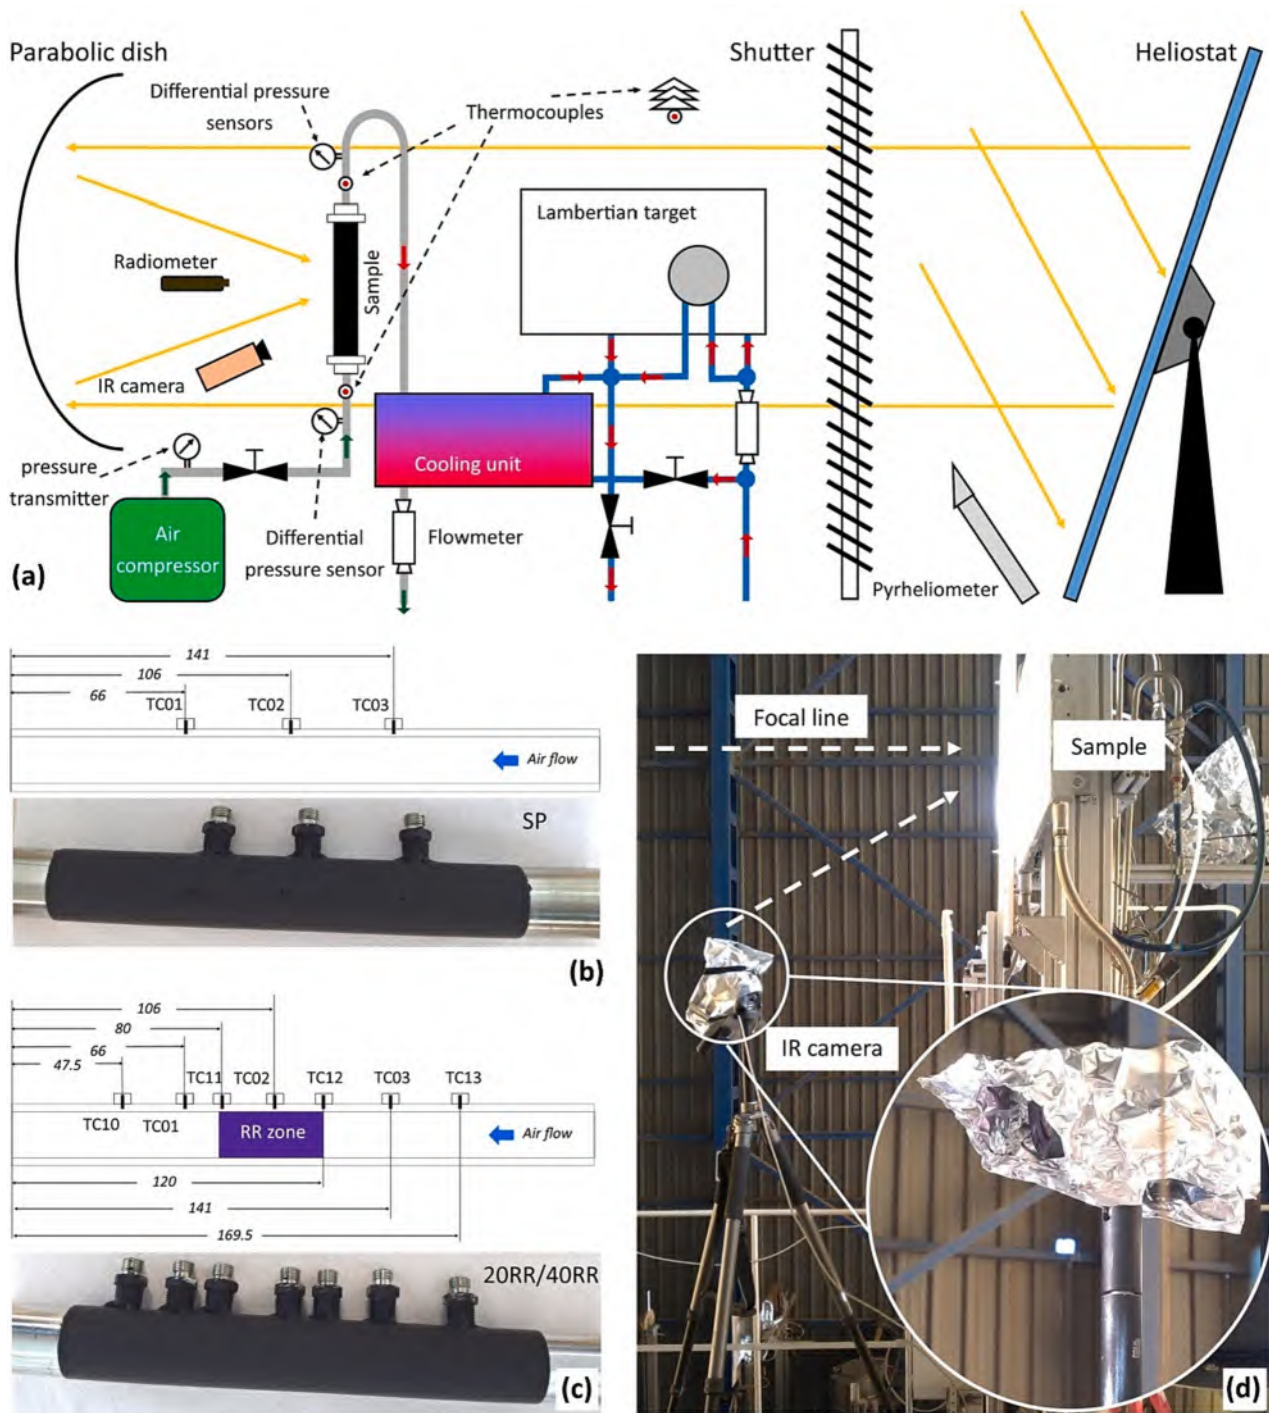 Parabolic dish
Differential pressure
sensors
Thermocouples
Shutter
Heliostat
Lambertian target
Radiometer
Sample
IR camera
Cooling unit
pressure
transmitter
Air
compressor
Differential
pressure sensor
Flowmeter
Pyrheliometer
(a)
141
106
66
TC01
TC02
TC03
Air flow
SP
(b)
106
80
66
47.5
TC11
TC02
TC12
TC03
TC13
TC10
TC01
RR zone
Air flow
120
141
169.5
20RR/40RR
(c)
Focal line
Sample
IR camera
(d)